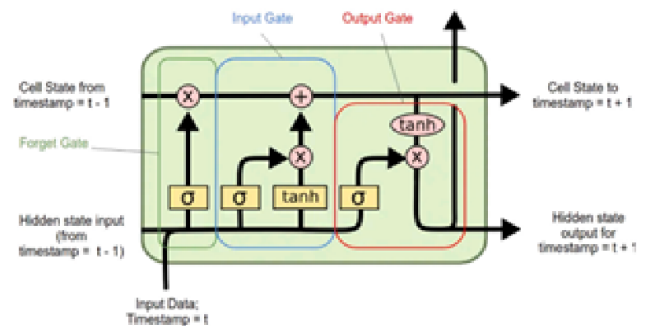 Input Gate
Output Gate
Cell State from
timestamp = t - 1
Cell State to
timestamp = t + 1
x
+
tanh
Forget Gate
x
x
σ
σ
tanh
σ
Hidden state input
(from
timestamp = t - 1)
Hidden state
output for
timestamp = t + 1
Input Data;
Timestamp = t